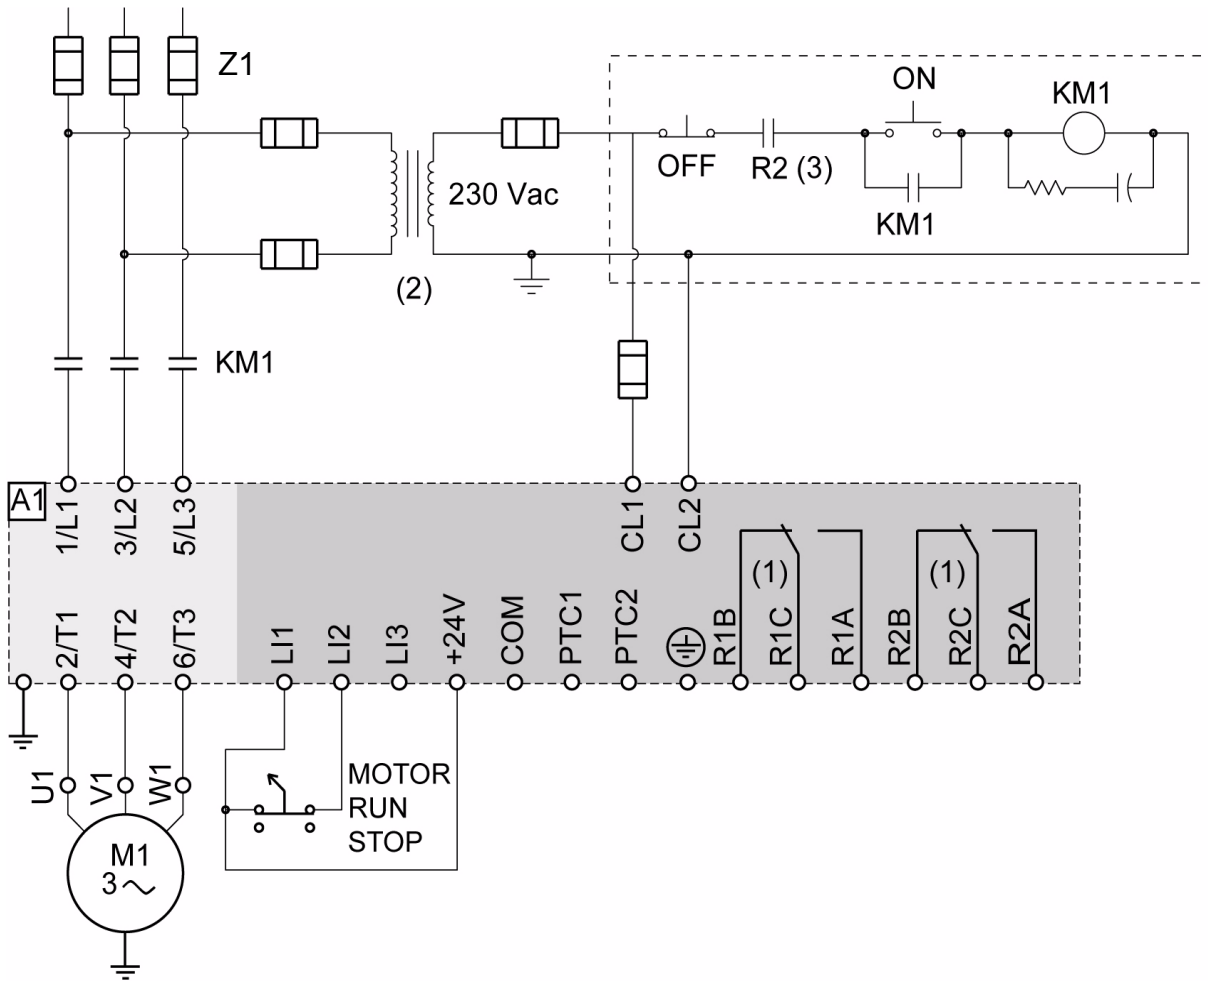 Z1
ON
KM1
OFF
R2 (3)
230 Vac
KM1
(2)
KM1
A1
1/L1
3/L2
5/L3
CL1
CL2
(1)
(1)
2/T1
4/T2
6/T3
LI1
LI2
LI3
+24V
COM
PTC1
PTC2
R1B
R1C
R1A
R2B
R2C
R2A
U1
V1
W1
MOTOR
RUN
STOP
M1
3